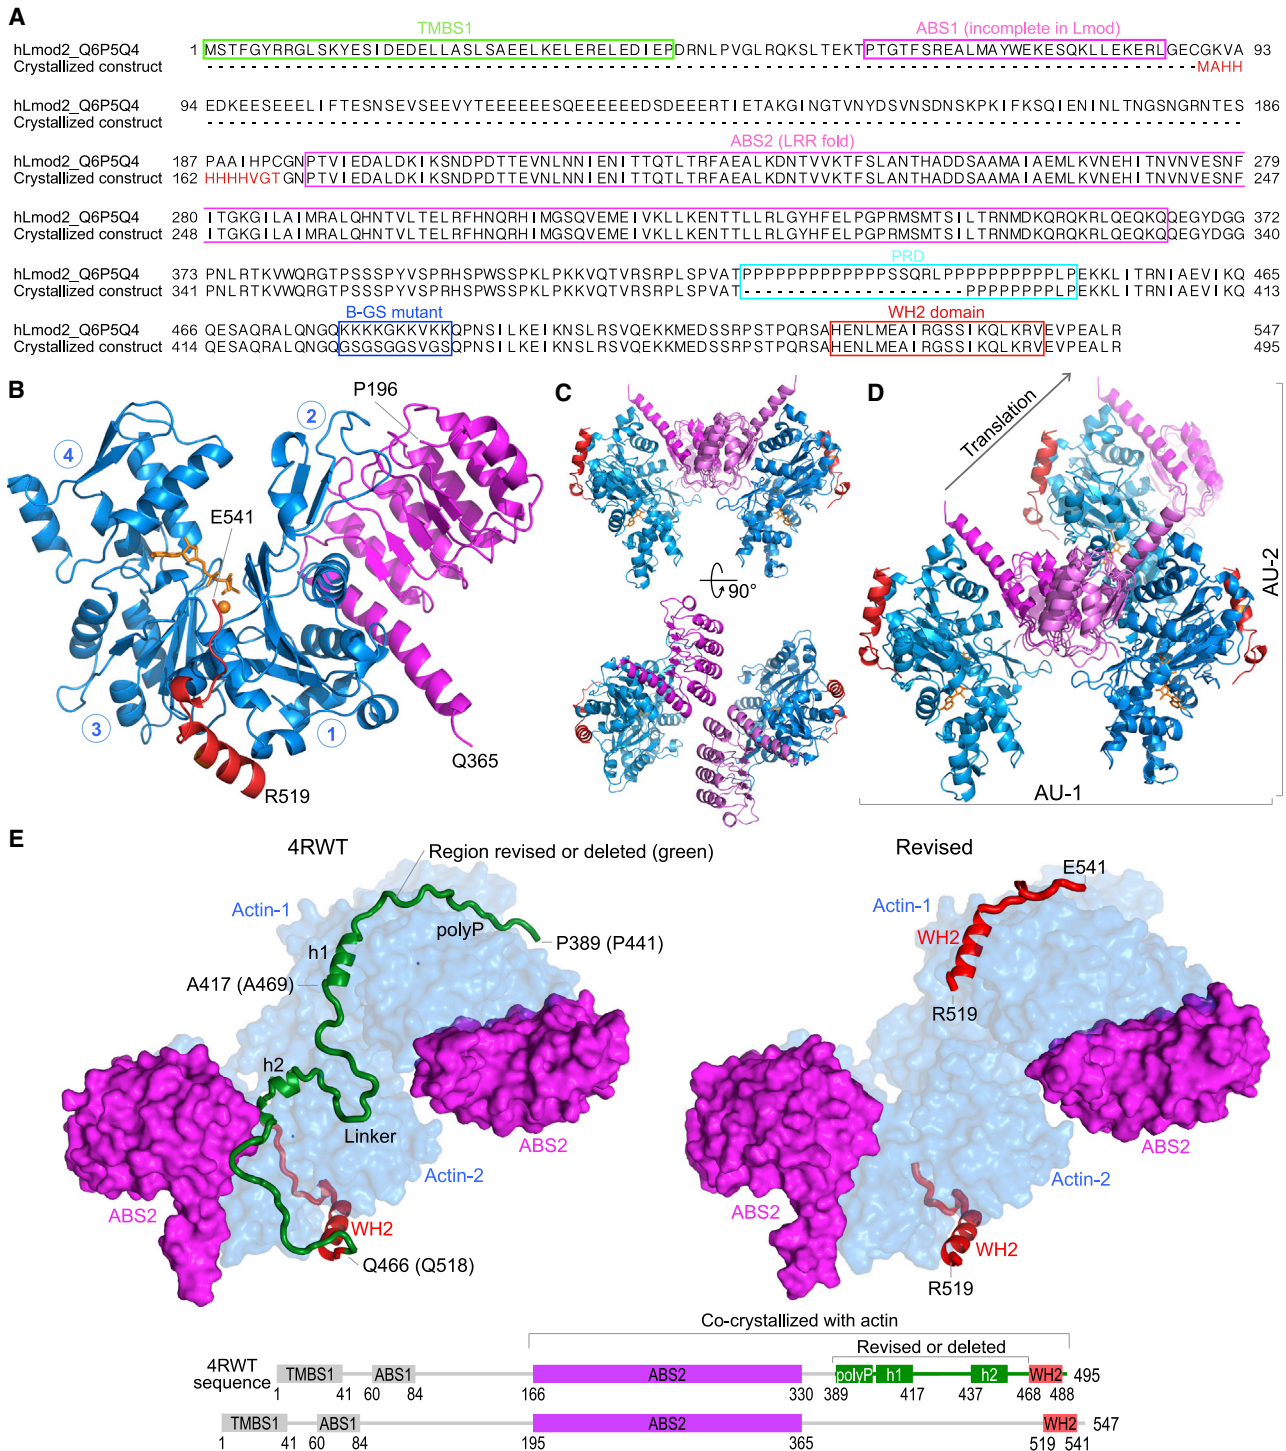 A
TMBS1 ABS1 (incomplete in Lmod)
hLmod2_Q6P5Q4 1 MSTFGYRRGLSKYESIDEDELLASLSAEELKELERELEDIEPDRNLPVGLRQKSLTEKTPTGTFSREALMAYWEKESQKLLEKERLGECGKVA 93
Crystallized construct MAHH
hLmod2_Q6P5Q4 94 EDKEESEEELIFTESNSEVSEEVYTEEEEEESQEEEEEEDSDEEERTIETAKGINGTVNYDSVNSDNSKPKIFKSQIENINLTNGSNGRNTES 186
Crystallized construct
ABS2 (LRR fold)
hLmod2_Q6P5Q4 187 PAAIHPCGNPTVIEDALDKIKSNDPDTTEVNLNNIENITTQTLTRFAEALKDNTVVKTFSLANTHADDSAAMAIAEMLKVNEHITNVNVESNF 279
Crystallized construct 162 HHHHVGTGNPTVIEDALDKIKSNDPDTTEVNLNNIENITTQTLTRFAEALKDNTVVKTFSLANTHADDSAAMAIAEMLKVNEHITNVNVESNF 247
hLmod2_Q6P5Q4 280 ITGKGILAIMRALQHNTVLTELRFHNQRHIMGSQVEMEIVKLLKENTTLLRLGYHFELPGPRMSMTSILTRNMDKQRQKRLQEQKQQEGYDGG 372
Crystallized construct 248 ITGKGILAIMRALQHNTVLTELRFHNQRHIMGSQVEMEIVKLLKENTTLLRLGYHFELPGPRMSMTSILTRNMDKQRQKRLQEQKQQEGYDGG 340
PRD
hLmod2_Q6P5Q4 373 PNLRTKVWQRGTPSSSPYVSPRHSPWSSPKLPKKVQTVRSRPLSPVATPPPPPPPPPPPPPSSQRLPPPPPPPPPPLPEKKLITRNIAEVIKQ 465
Crystallized construct 341 PNLRTKVWQRGTPSSSPYVSPRHSPWSSPKLPKKVQTVRSRPLSPVAT--------------------PPPPPPPPLPEKKLITRNIAEVIKQ 413
B-GS mutant WH2 domain
hLmod2_Q6P5Q4 466 QESAQRALQNGQKKKKGKKVKKQPNSILKEIKNSLRSVQEKKMEDSSRPSTPQRSAHENLMEAIRGSSIKQLKRVEVPEALR 547
Crystallized construct 414 QESAQRALQNGQGSGSGGSVGSQPNSILKEIKNSLRSVQEKKMEDSSRPSTPQRSAHENLMEAIRGSSIKQLKRVEVPEALR 495
B
P196
2
4
E541
3
1
Q365
R519
C
90°
D
Translation
AU-2
AU-1
E
4RWT
Region revised or deleted (green)
Actin-1
polyP
h1
P389 (P441)
A417 (A469)
h2
Linker
ABS2
Actin-2
ABS2
WH2
Q466 (Q518)
Revised
E541
Actin-1
WH2
R519
ABS2
Actin-2
ABS2
WH2
R519
Co-crystallized with actin
Revised or deleted
4RWT sequence
TMBS1 ABS1 ABS2 polyP h1 h2 WH2 495
1 41 60 84 166 330 389 417 437 468 488
TMBS1 ABS1 ABS2 WH2 547
1 41 60 84 195 365 519 541